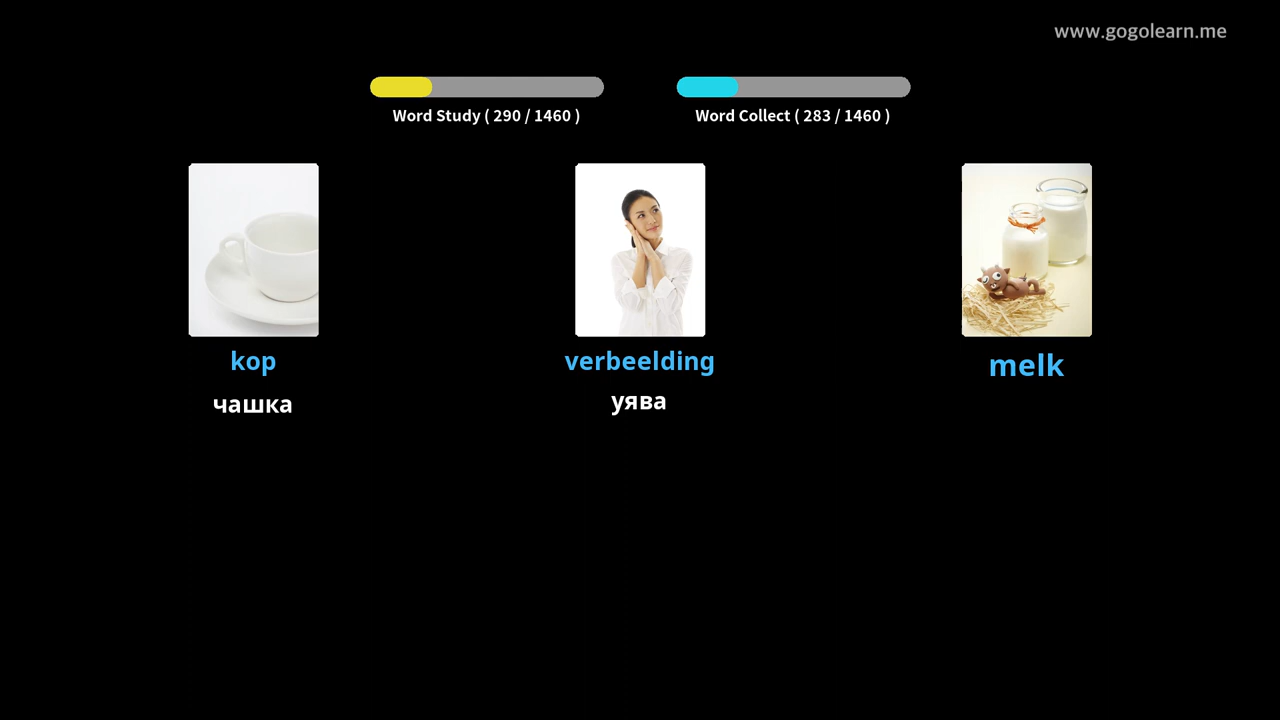 www.gogolearn.me
Word Study ( 290 / 1460 )
Word Collect ( 283 / 1460 )
kop
verbeelding
melk
чашка
уява